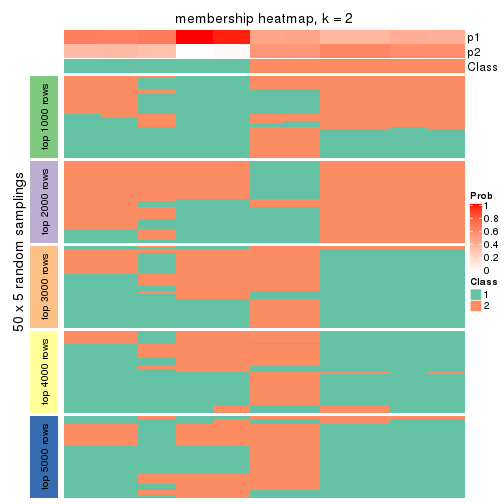 membership heatmap, k = 2
p1
p2
Class
50 x 5 random samplings
top 1000 rows
top 2000 rows
top 3000 rows
top 4000 rows
top 5000 rows
Prob
1
0.8
0.6
0.4
0.2
0
Class
1
2